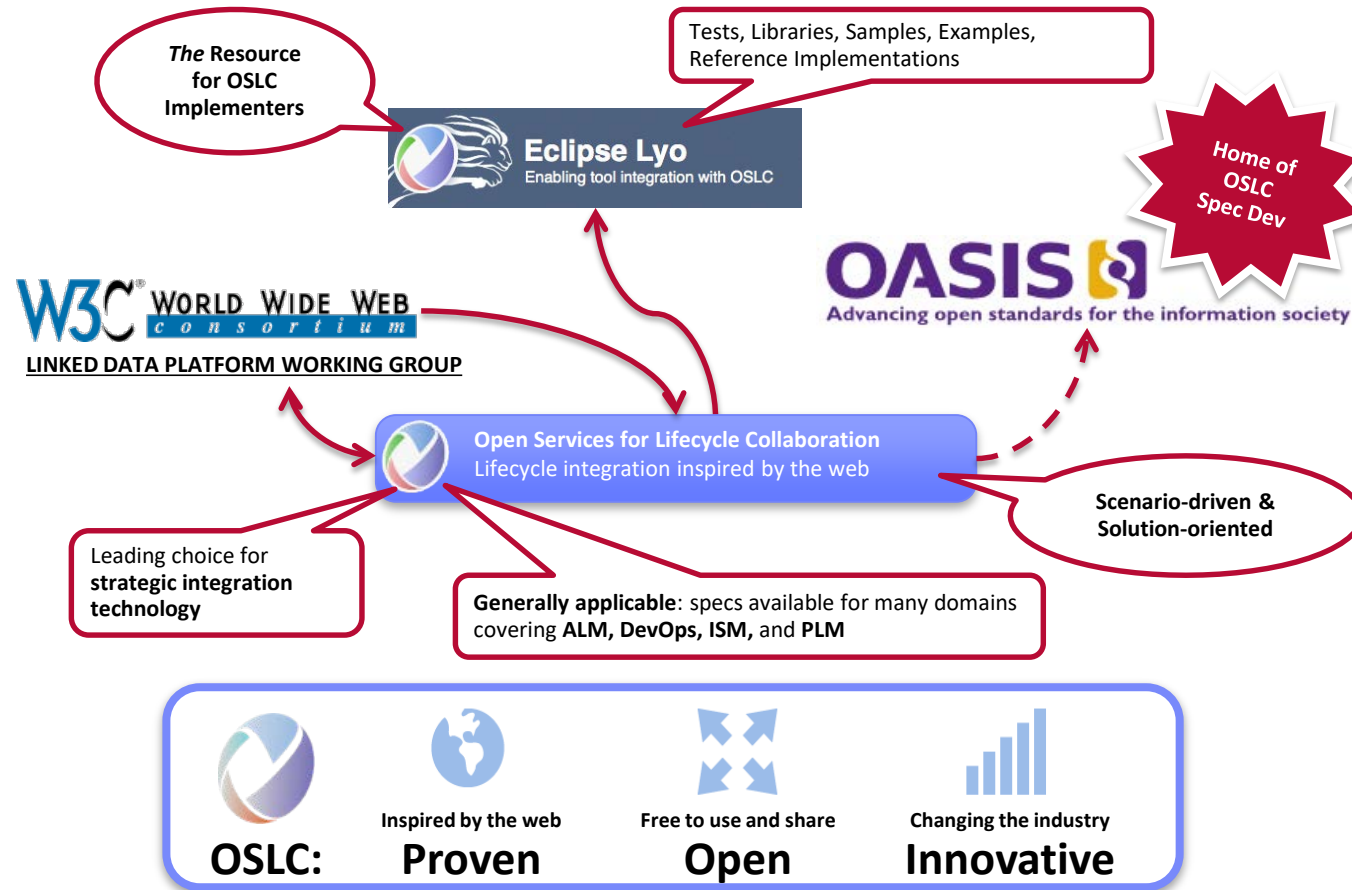 The Resource
for OSLC
Implementers
Tests, Libraries, Samples, Examples,
Reference Implementations
Eclipse Lyo
Enabling tool integration with OSLC
Home of
OSLC
Spec Dev
OASIS
Advancing open standards for the information society
W3C® WORLD WIDE WEB
consortium
LINKED DATA PLATFORM WORKING GROUP
Open Services for Lifecycle Collaboration
Lifecycle integration inspired by the web
Scenario-driven &
Solution-oriented
Leading choice for
strategic integration
technology
Generally applicable: specs available for many domains
covering ALM, DevOps, ISM, and PLM
Inspired by the web
Free to use and share
Changing the industry
OSLC:
Proven
Open
Innovative